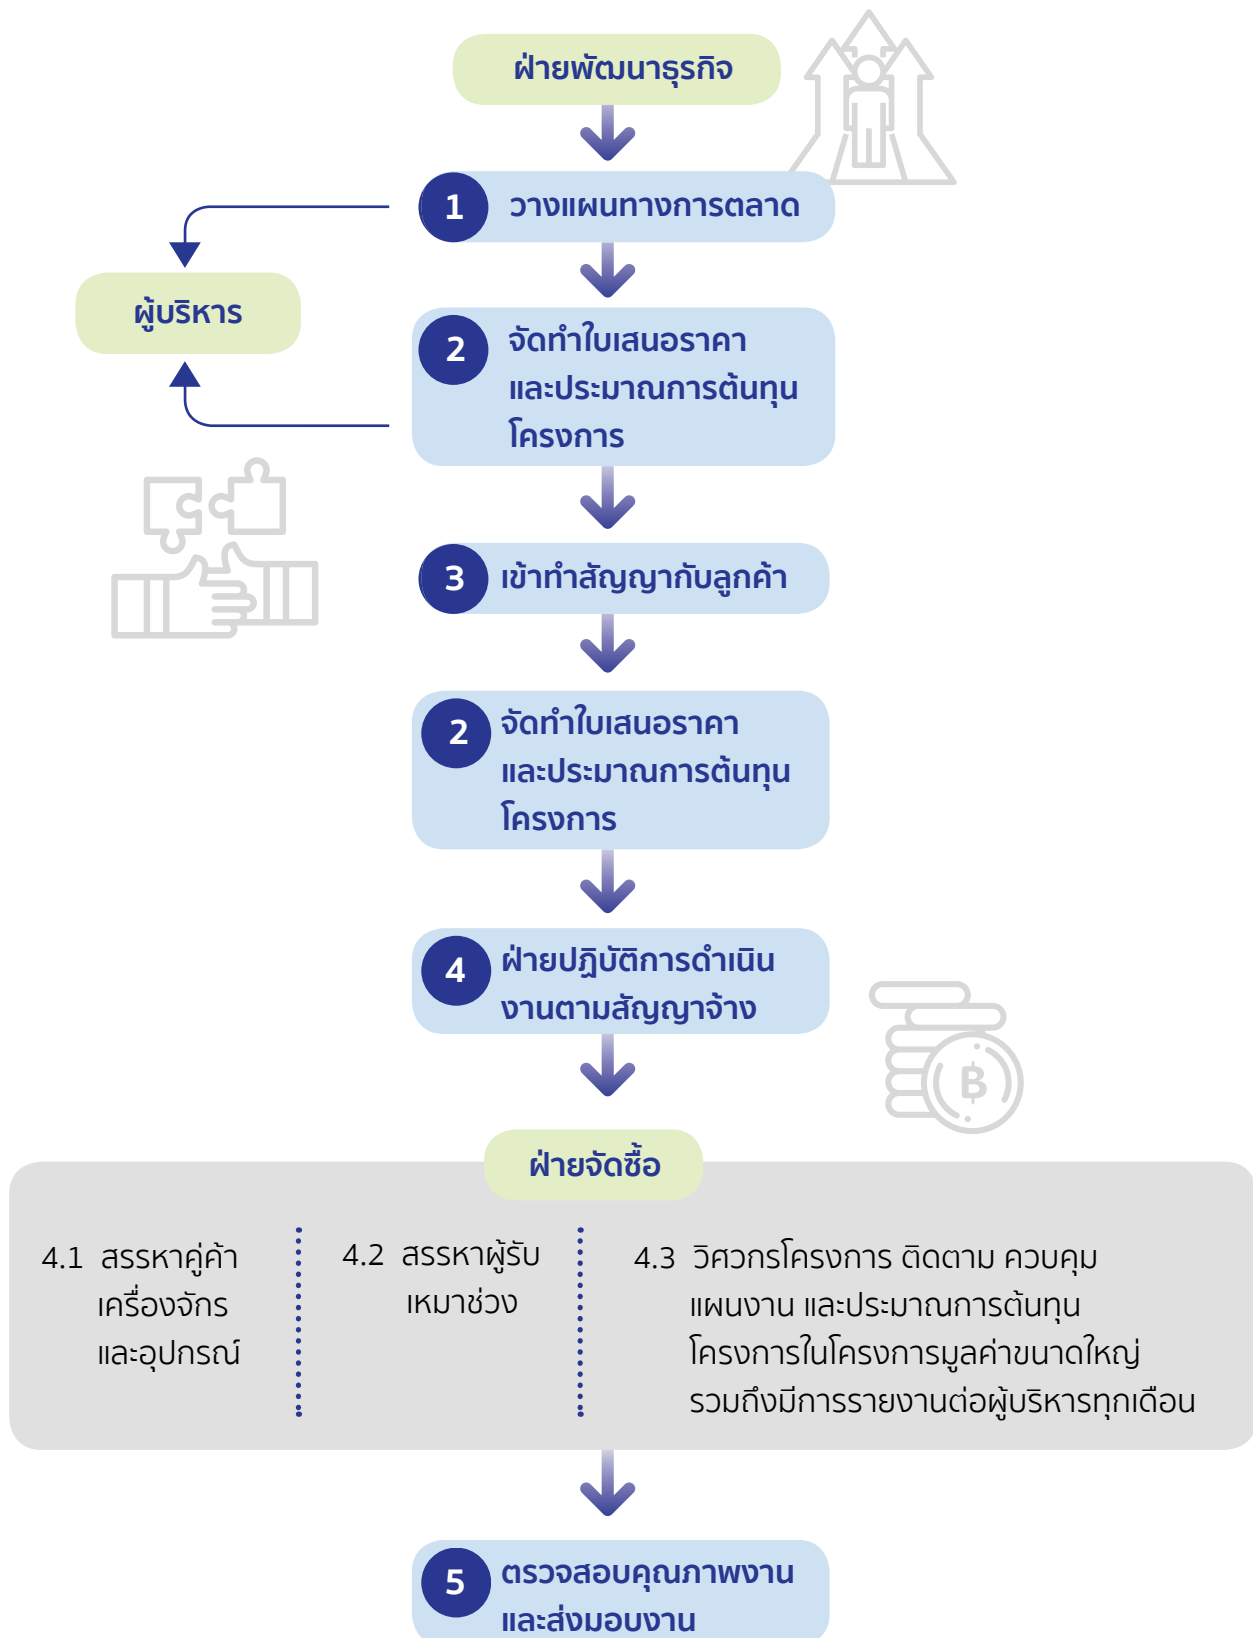 ฝ่ายพัฒนาธุรกิจ
1 วางแผนทางการตลาด
ผู้บริหาร
2 จัดทำใบเสนอราคา
และประมาณการต้นทุน
โครงการ
3 เข้าทำสัญญากับลูกค้า
2 จัดทำใบเสนอราคา
และประมาณการต้นทุน
โครงการ
4 ฝ่ายปฏิบัติการดำเนิน
งานตามสัญญาจ้าง
฿
ฝ่ายจัดซื้อ
4.1 สรรหาคู่ค้า
เครื่องจักร
และอุปกรณ์
4.2 สรรหาผู้รับ
เหมาช่วง
4.3 วิศวกรโครงการ ติดตาม ควบคุม
แผนงาน และประมาณการต้นทุน
โครงการในโครงการมูลค่าขนาดใหญ่
รวมถึงมีการรายงานต่อผู้บริหารทุกเดือน
5 ตรวจสอบคุณภาพงาน
และส่งมอบงาน